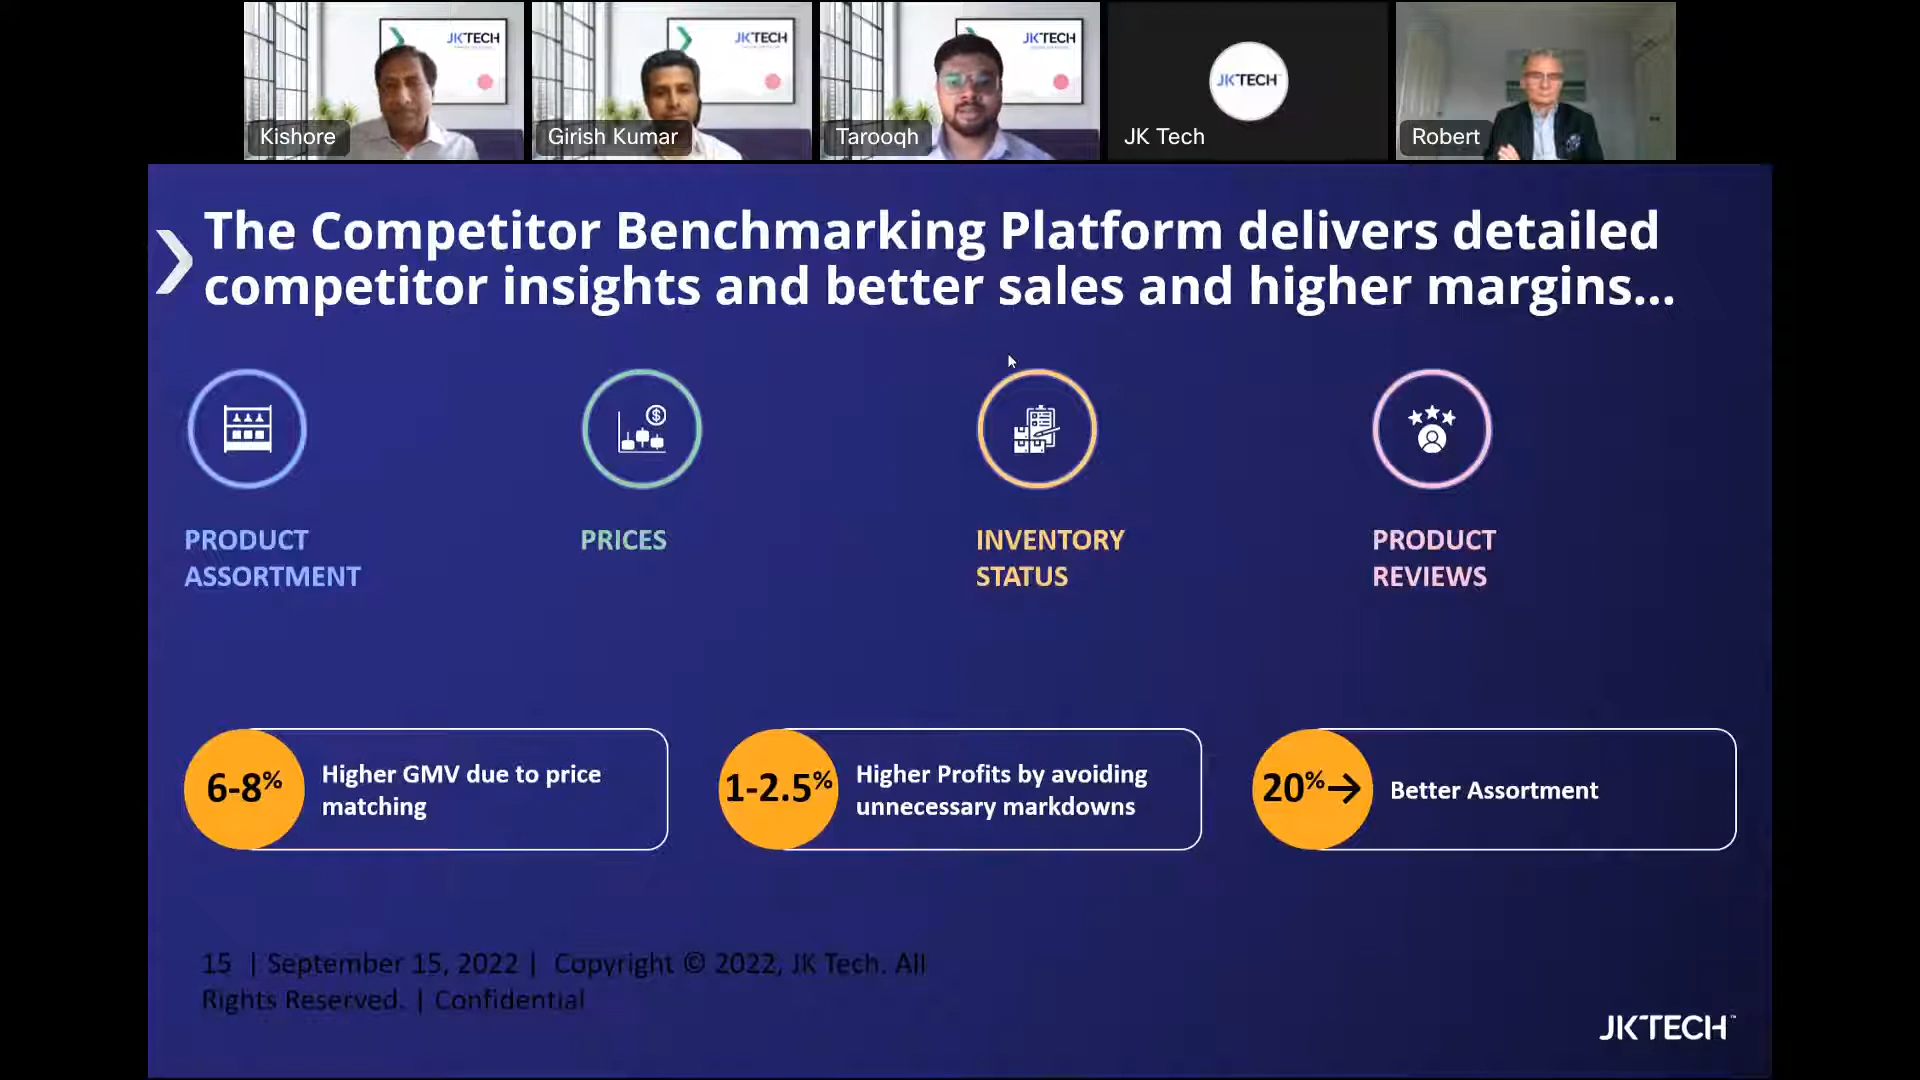 JKTECH
JKTECH
JKTECH
JKTECH
Kishore
Girish Kumar
Tarooqh
JK Tech
Robert
The Competitor Benchmarking Platform delivers detailed
competitor insights and better sales and higher margins...
PRODUCT
ASSORTMENT
PRICES
INVENTORY
STATUS
PRODUCT
REVIEWS
6-8%
Higher GMV due to price
matching
1-2.5%
Higher Profits by avoiding
unnecessary markdowns
20%→
Better Assortment
15 | September 15, 2022 | Copyright © 2022, JK Tech. All
Rights Reserved. | Confidential
JKTECH™